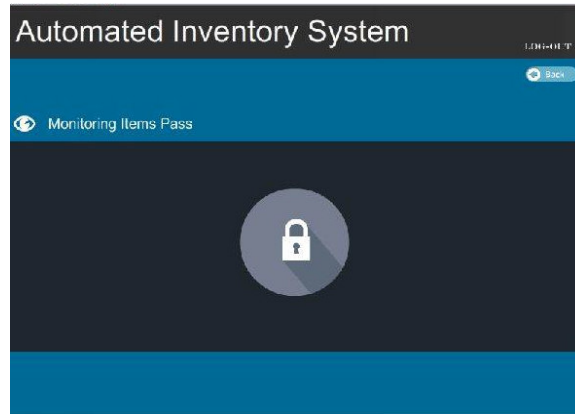 Automated Inventory System
LOG-OUT
Back
Monitoring Items Pass